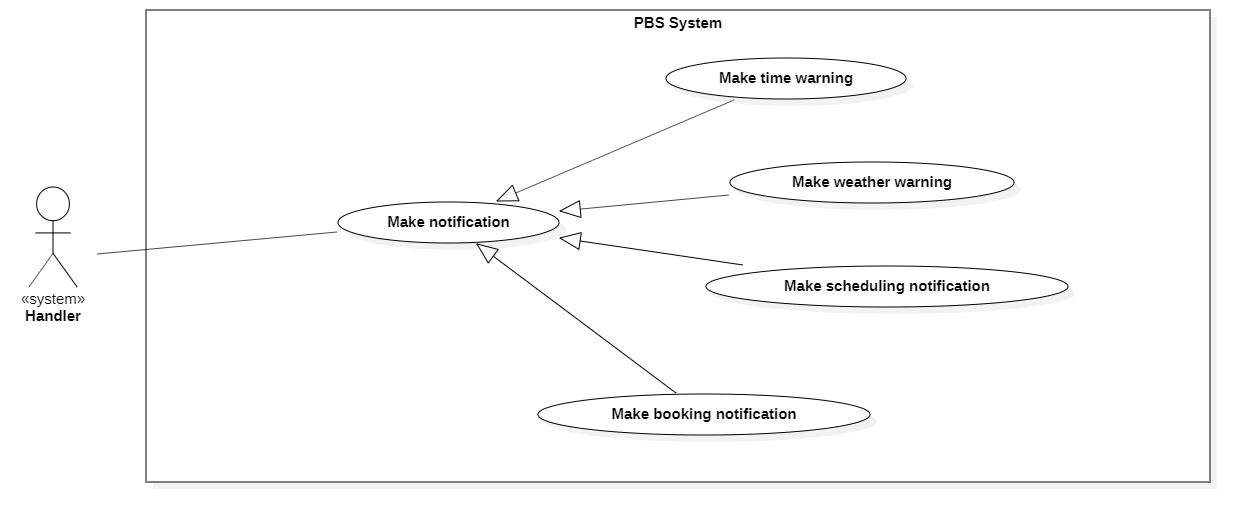 PBS System
Make time warning
Make weather warning
Make notification
Make scheduling notification
«system»
Handler
Make booking notification